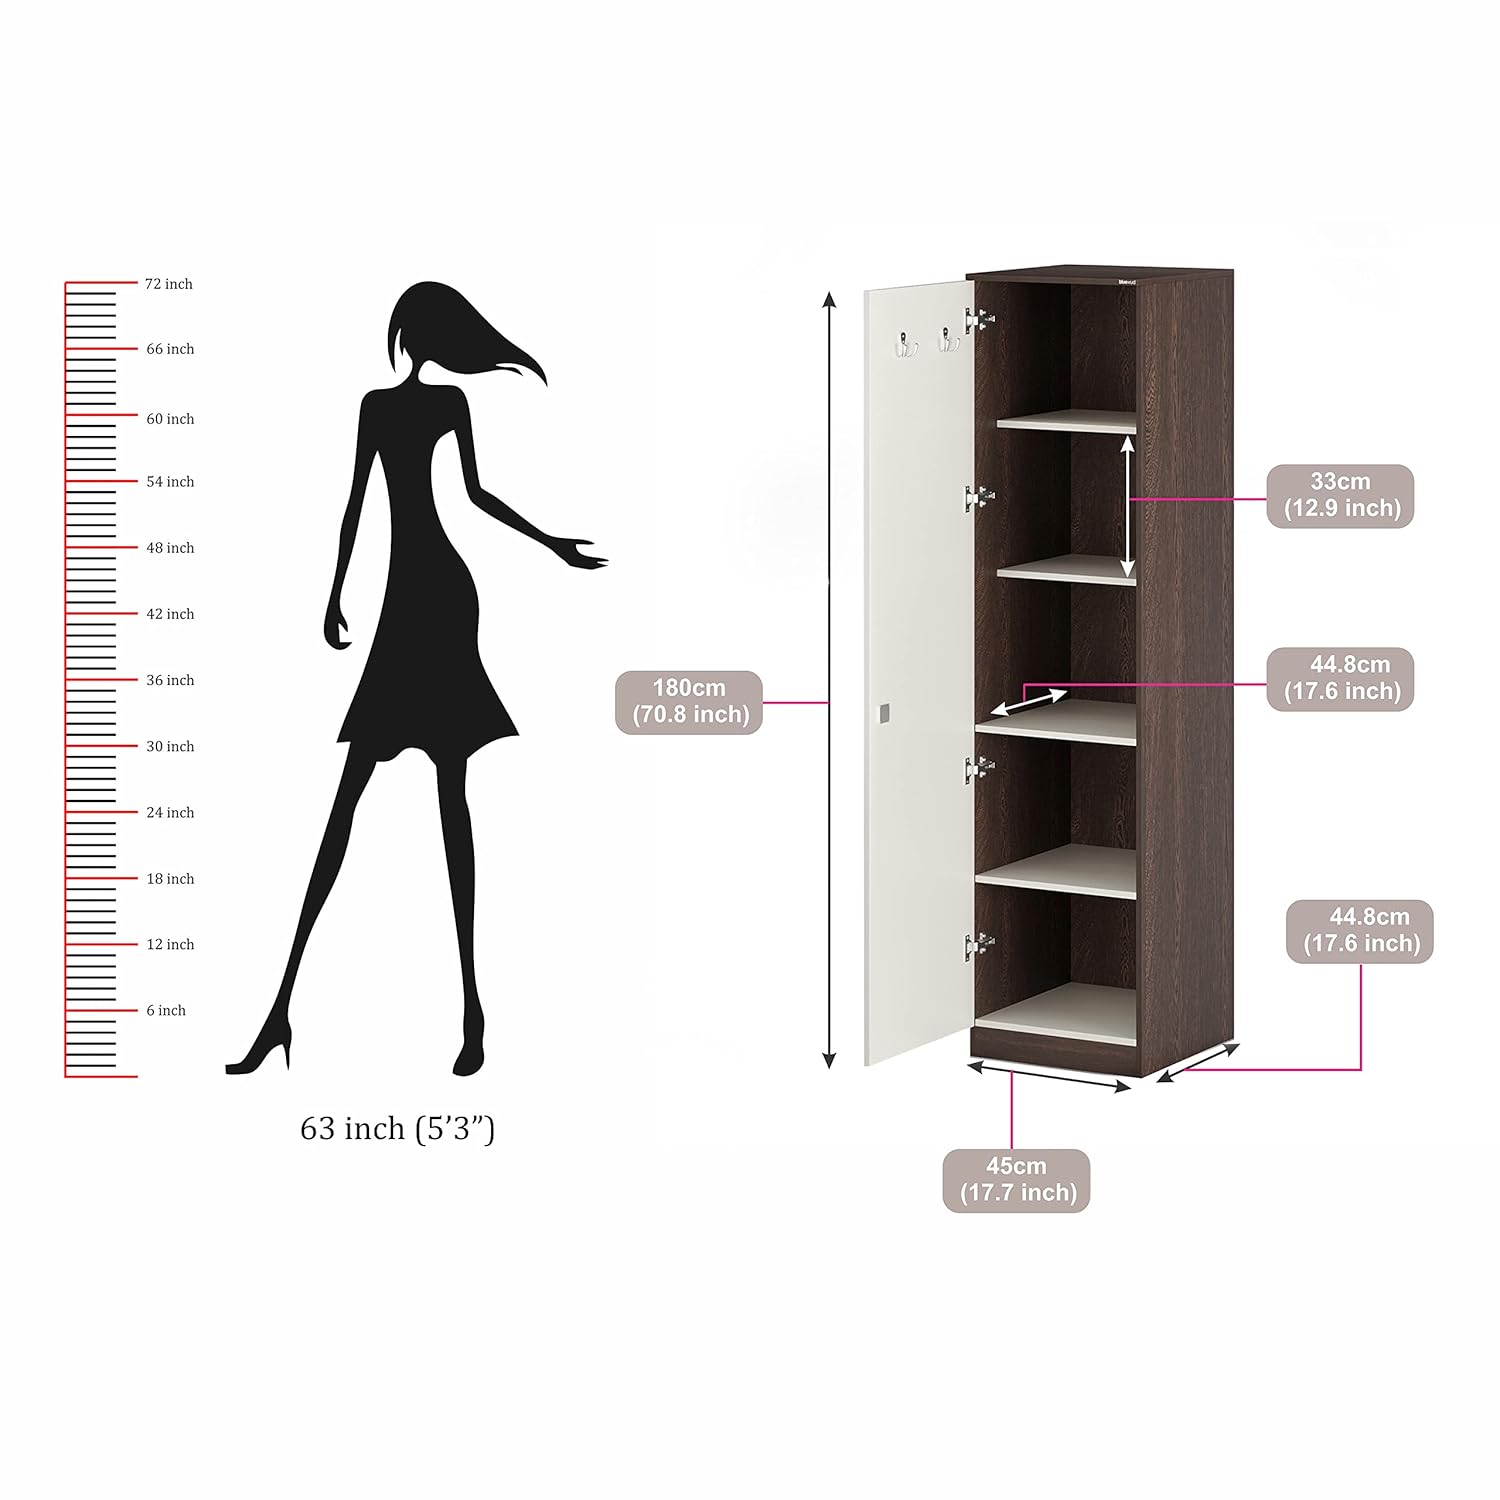 72 inch
66 inch
60 inch
54 inch
48 inch
42 inch
36 inch
30 inch
24 inch
18 inch
12 inch
6 inch
63 inch (5’3”)
180cm
(70.8 inch)
bluewud
33cm
(12.9 inch)
44.8cm
(17.6 inch)
44.8cm
(17.6 inch)
45cm
(17.7 inch)